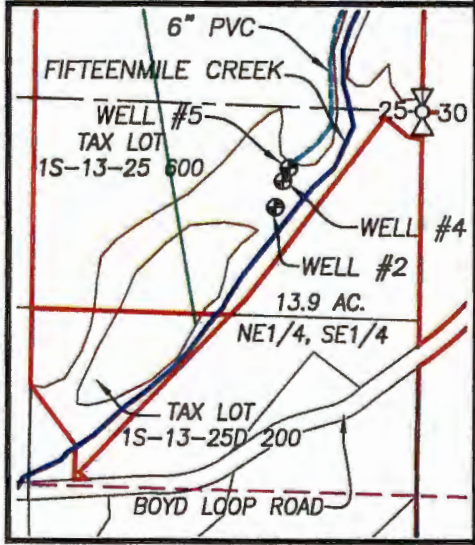 6" PVC
FIFTEENMILE CREEK
25 30
WELL #5
TAX LOT
1S-13-25 600
WELL #4
WELL #2
13.9 AC.
NE1/4, SE1/4
TAX LOT
1S-13-25D 200
BOYD LOOP ROAD